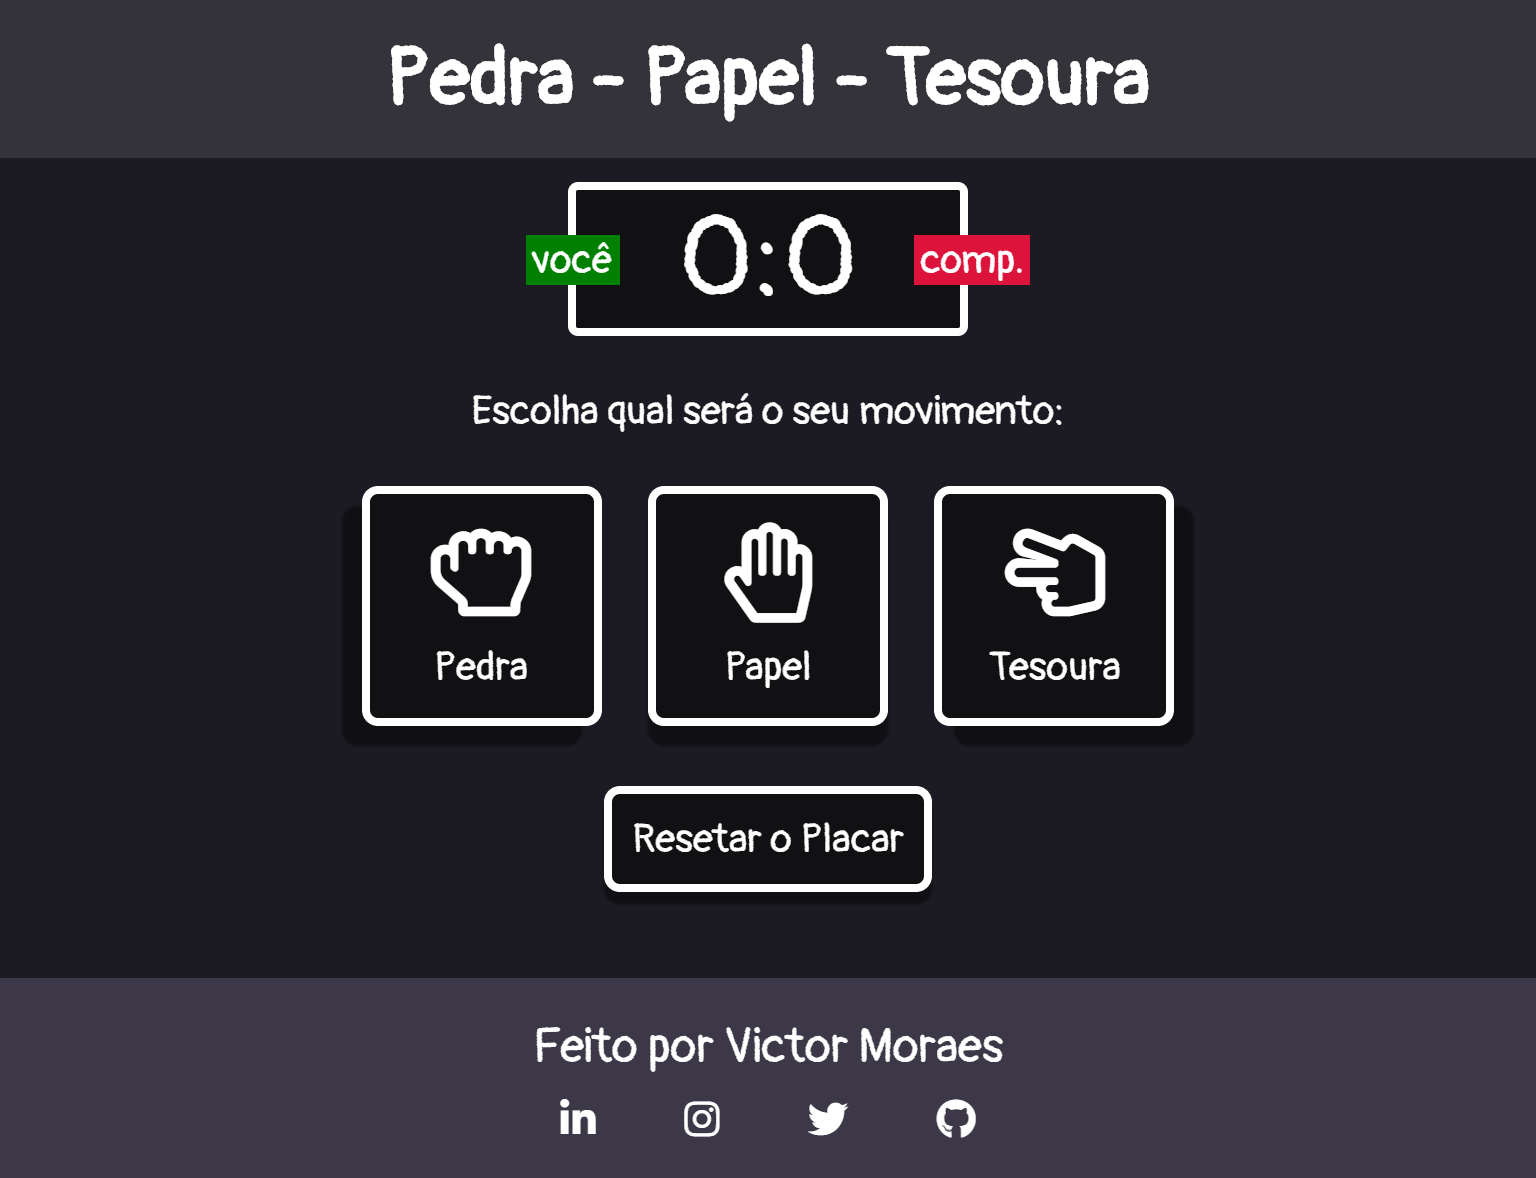 Pedra - Papel - Tesoura
você 0:0 comp.
Escolha qual será o seu movimento:
Pedra Papel Tesoura
Resetar o Placar
Feito por Victor Moraes
in